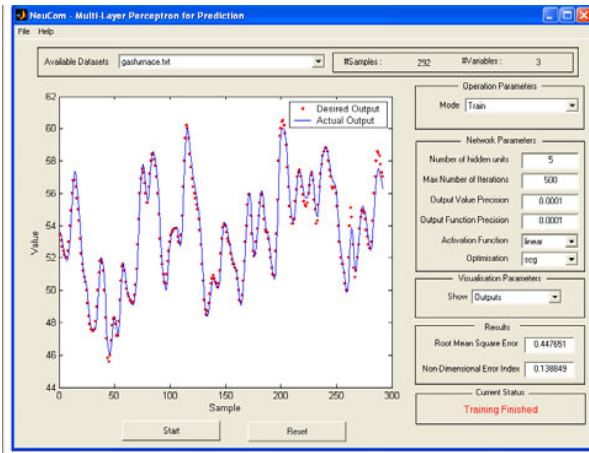 NeuCom - Multi-Layer Perceptron for Prediction
File Help
Available Datasets gasfurnace.txt
#Samples : 292 #Variables : 3
Operation Parameters
Mode Train
Network Parameters
Number of hidden units 5
Max Number of Iterations 500
Output Value Precision 0.0001
Output Function Precision 0.0001
Activation Function linear
Optimisation scg
Visualisation Parameters
Show Outputs
Results
Root Mean Square Error 0.447651
Non-Dimensional Error Index 0.138849
Current Status
Training Finished
Desired Output
Actual Output
62
60
58
56
54
52
50
48
46
44
Value
0 50 100 150 200 250 300
Sample
Start Reset